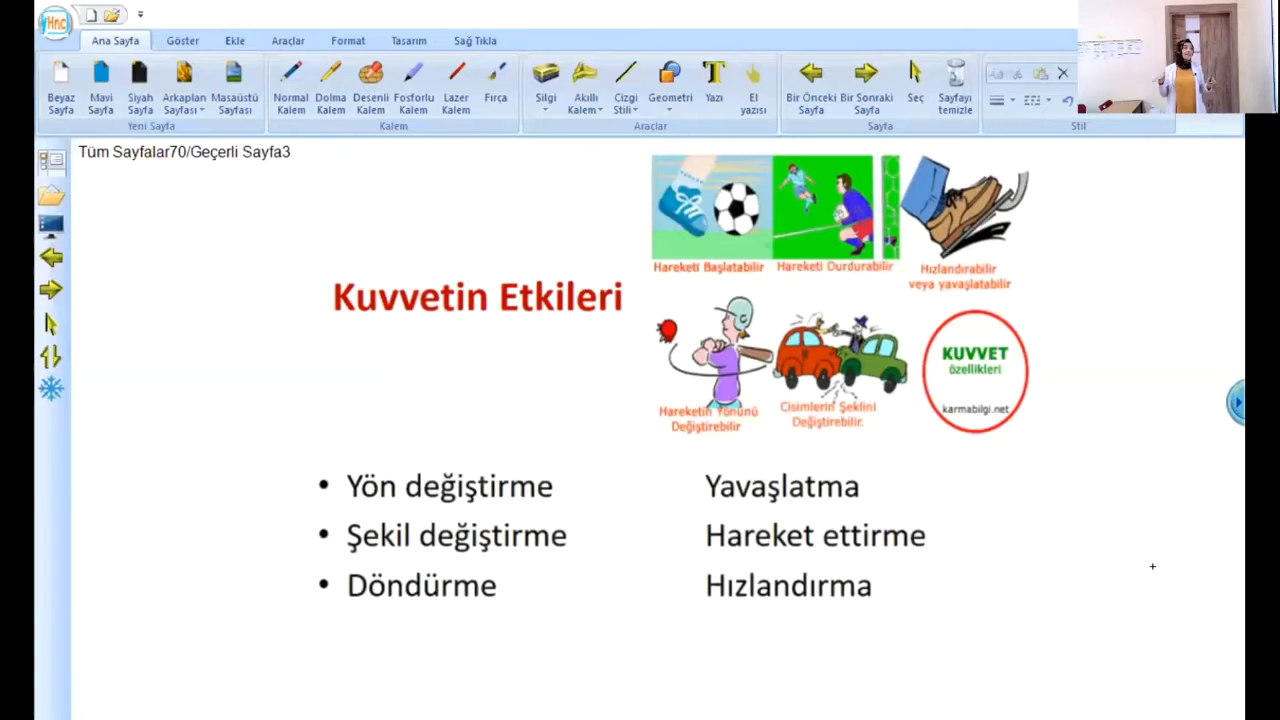 Hnc
Ana Sayfa Göster Ekle Araçlar Format Tasarım Sağ Tıkla
Beyaz Sayfa Mavi Sayfa Siyah Sayfa Arkaplan Sayfası Masaüstü Sayfası
Yeni Sayfa
Normal Kalem Dolma Kalem Desenli Kalem Fosforlu Kalem Lazer Kalem Fırça
Kalem
Silgi Akıllı Kalem Çizgi Stili Geometri Yazı El yazısı
Araçlar
Bir Önceki Sayfa Bir Sonraki Sayfa Seç Sayfayı temizle
Sayfa
Stil
Tüm Sayfalar70/Geçerli Sayfa3
Hareketi Başlatabilir
Hareketi Durdurabilir
Hızlandırabilir
veya yavaşlatabilir
Kuvvetin Etkileri
Hareketin Yönünü
Değiştirebilir
Cisimlerin Şeklini
Değiştirebilir.
KUVVET
özellikleri
karmabilgi.net
• Yön değiştirme Yavaşlatma
• Şekil değiştirme Hareket ettirme
• Döndürme Hızlandırma